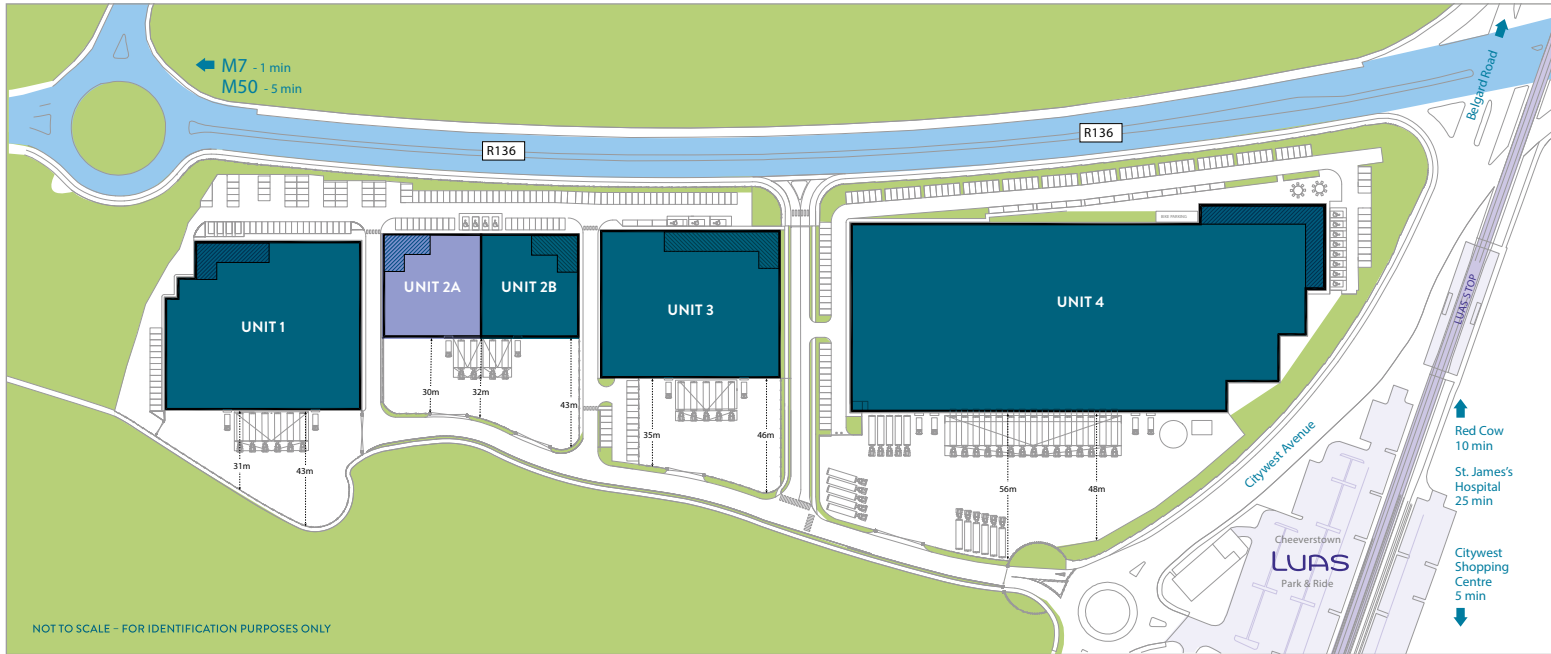 M7 - 1 min
M50 - 5 min
Belgard Road
R136
R136
UNIT 1
UNIT 2A
UNIT 2B
UNIT 3
UNIT 4
BIKE PARKING
LUAS STOP
30m
32m
43m
35m
46m
31m
43m
56m
48m
Citywest Avenue
Red Cow
10 min
St. James's
Hospital
25 min
Cheeverstown
LUAS
Park & Ride
Citywest
Shopping
Centre
5 min
NOT TO SCALE – FOR IDENTIFICATION PURPOSES ONLY